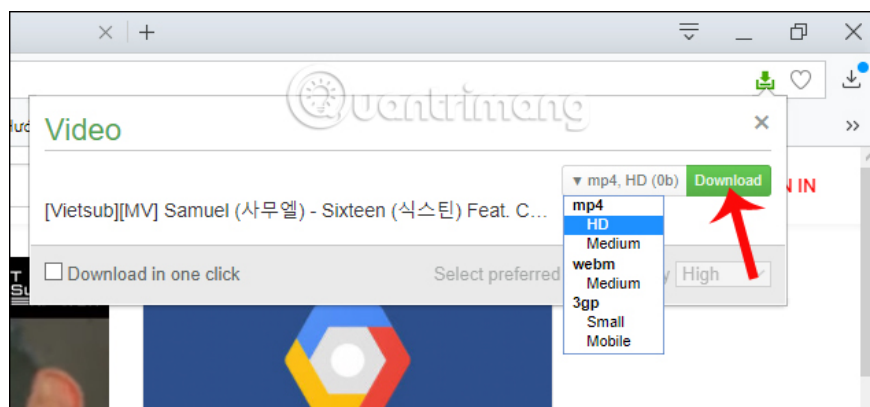 Quantrimang
Hướ
Video
▼ mp4, HD (0b) Download
IN
[Vietsub][MV] Samuel (사무엘) - Sixteen (식스틴) Feat. C...
mp4
HD
Medium
webm
Medium
3gp
Small
Mobile
Download in one click
Select preferred
High